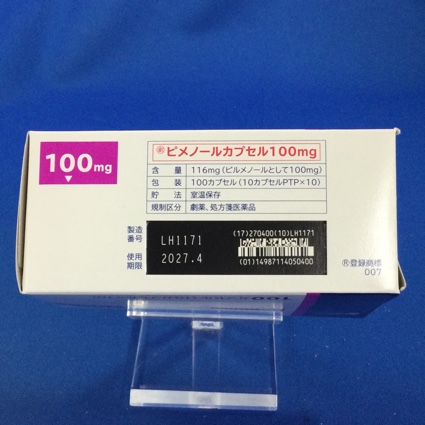 100mg
㊕ピメノールカプセル100mg
含 量 116mg(ピルメノールとして100mg)
包 装 100カプセル(10カプセルPTP×10)
貯 法 室温保存
規制区分 劇薬、処方箋医薬品
製造番号 LH1171
使用期限 2027.4
(17)270400(10)LH1171
(01)14987114050400
®登録商標
007
100mg